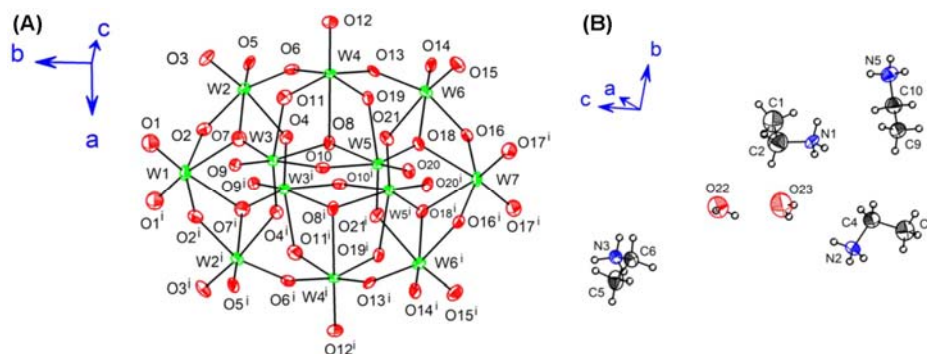 (A)
c
b
a
O12
O3 O5 O6 W4 O13 O14 O15
W2 W6
O11 O19
O1 O2 O7 O4 O8 O21 O18 O16 O17ⁱ
W3 W5
O10 O20
W1 O9 W7
O9ⁱ W3ⁱ O10ⁱ O20ⁱ
O1ⁱ O8ⁱ W5ⁱ O18ⁱ O17ⁱ
O2ⁱ O7ⁱ O4ⁱ O21ⁱ O16ⁱ
O11ⁱ O19ⁱ
W2ⁱ W6ⁱ
O3ⁱ O5ⁱ O6ⁱ W4ⁱ O13ⁱ O14ⁱ O15ⁱ
O12ⁱ
(B)
b
a
c
N5
C10
C9
C1
C2 N1
O22 O23
C4
N2
N3 C6
C5